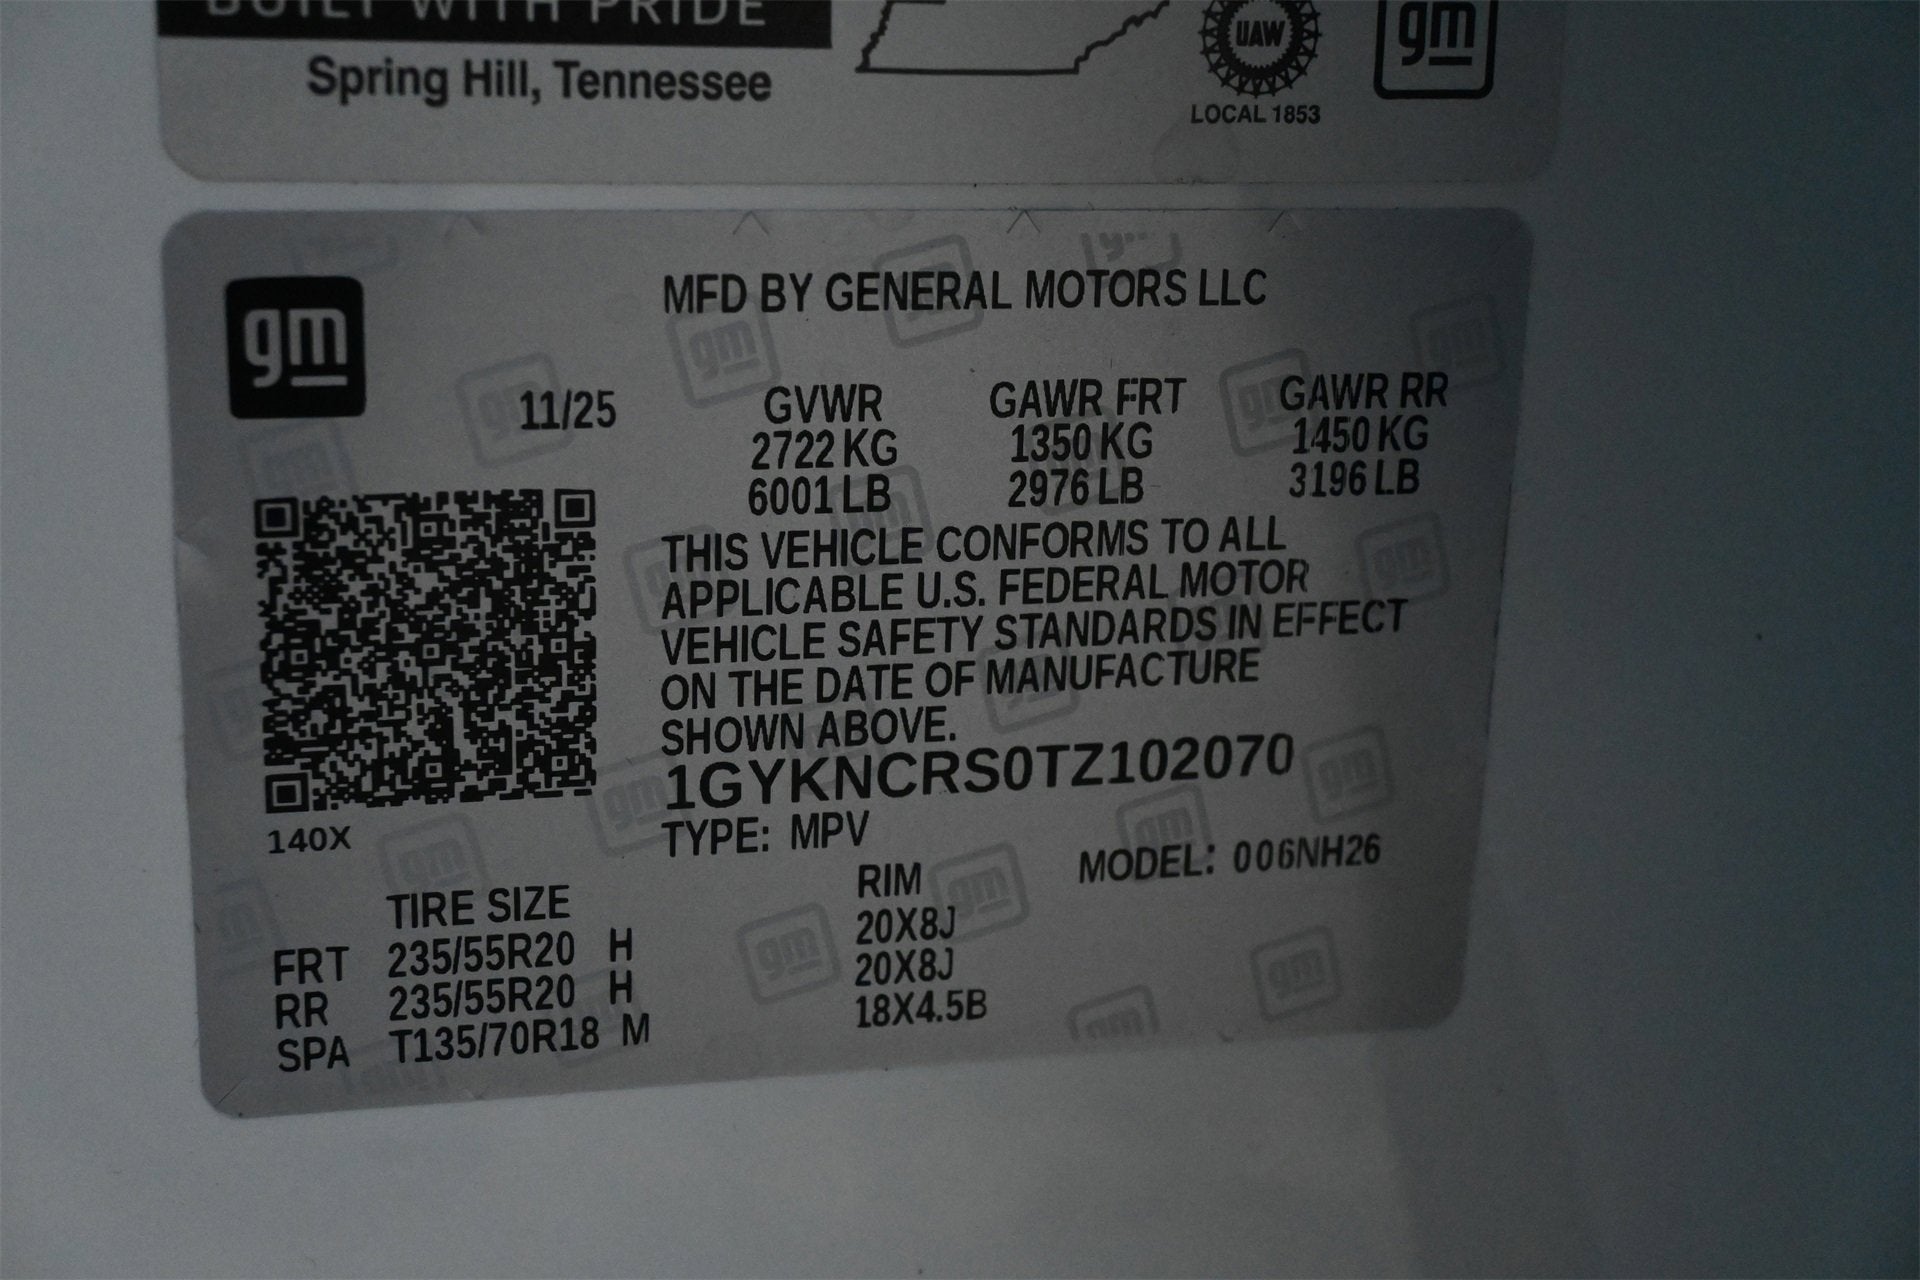 BUILT WITH PRIDE
Spring Hill, Tennessee
UAW
LOCAL 1853
gm
gm
MFD BY GENERAL MOTORS LLC
11/25
GVWR GAWR FRT GAWR RR
2722 KG 1350 KG 1450 KG
6001 LB 2976 LB 3196 LB
THIS VEHICLE CONFORMS TO ALL
APPLICABLE U.S. FEDERAL MOTOR
VEHICLE SAFETY STANDARDS IN EFFECT
ON THE DATE OF MANUFACTURE
SHOWN ABOVE.
1GYKNCRS0TZ102070
140X
TYPE: MPV
MODEL: 006NH26
TIRE SIZE RIM
FRT 235/55R20 H 20X8J
RR 235/55R20 H 20X8J
SPA T135/70R18 M 18X4.5B